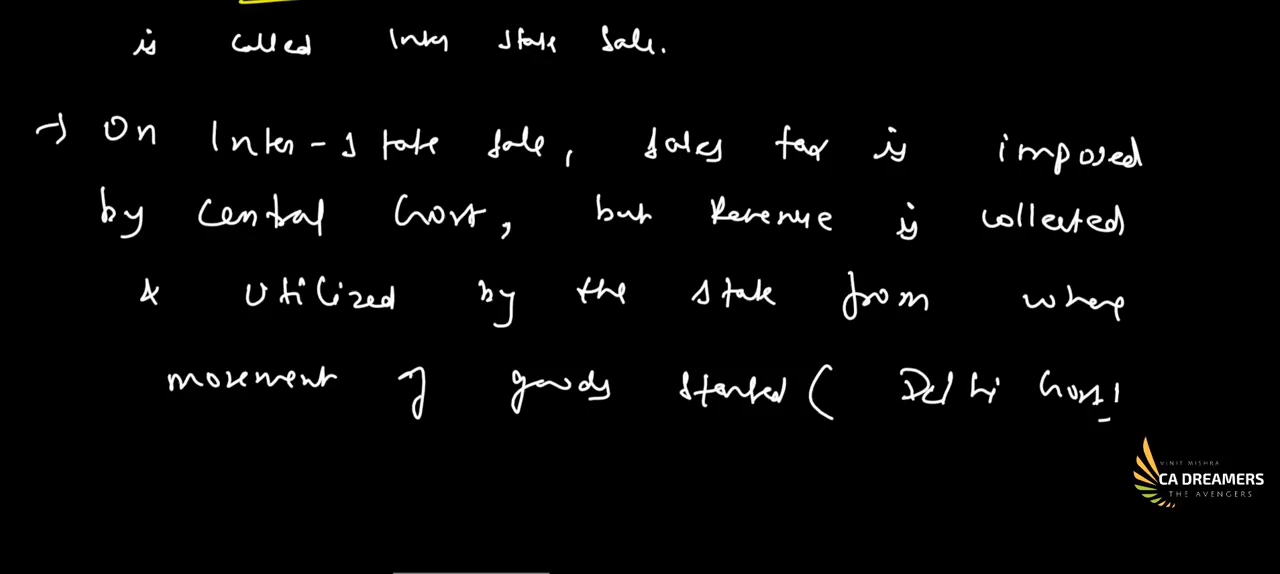 is called Inter state sale.
→ On Inter-state sale, sales tax is imposed
by Central Govt, but Revenue is collected
& utilized by the state from where
movement of goods started ( Delhi Govt
VINIT MISHRA
CA DREAMERS
THE AVENGERS